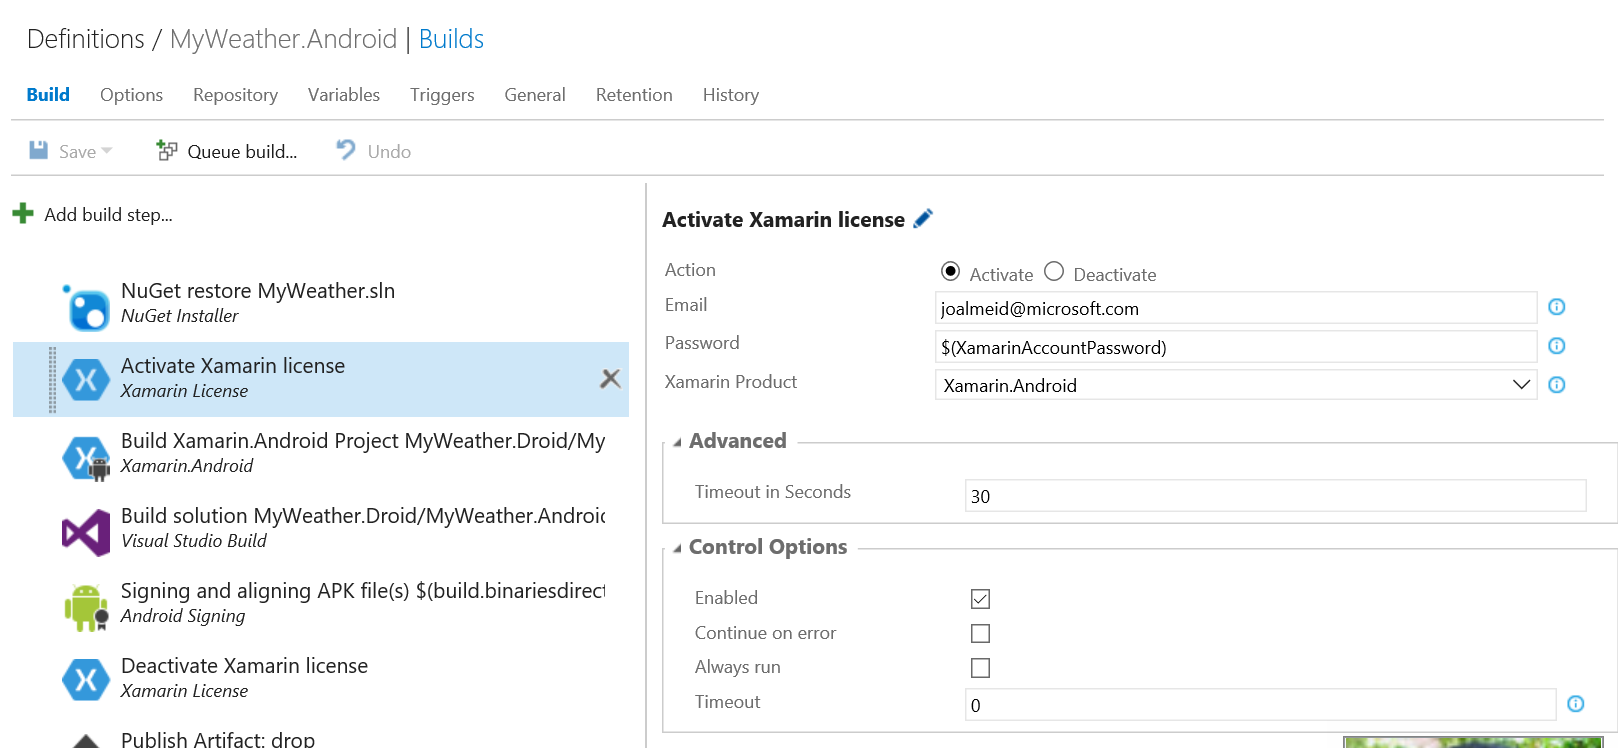 Definitions / MyWeather.Android | Builds
Build Options Repository Variables Triggers General Retention History
Save Queue build... Undo
Add build step...
NuGet restore MyWeather.sln
NuGet Installer
Activate Xamarin license
Xamarin License
Build Xamarin.Android Project MyWeather.Droid/My
Xamarin.Android
Build solution MyWeather.Droid/MyWeather.Android
Visual Studio Build
Signing and aligning APK file(s) $(build.binariesdirect
Android Signing
Deactivate Xamarin license
Xamarin License
Publish Artifact: drop
Activate Xamarin license
Action Activate Deactivate
Email joalmeid@microsoft.com
Password $(XamarinAccountPassword)
Xamarin Product Xamarin.Android
Advanced
Timeout in Seconds 30
Control Options
Enabled
Continue on error
Always run
Timeout 0